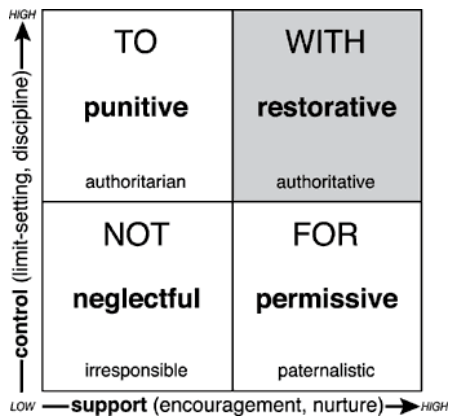 HIGH
TO
punitive
authoritarian
WITH
restorative
authoritative
NOT
neglectful
irresponsible
FOR
permissive
paternalistic
control (limit-setting, discipline)
LOW
support (encouragement, nurture)
HIGH